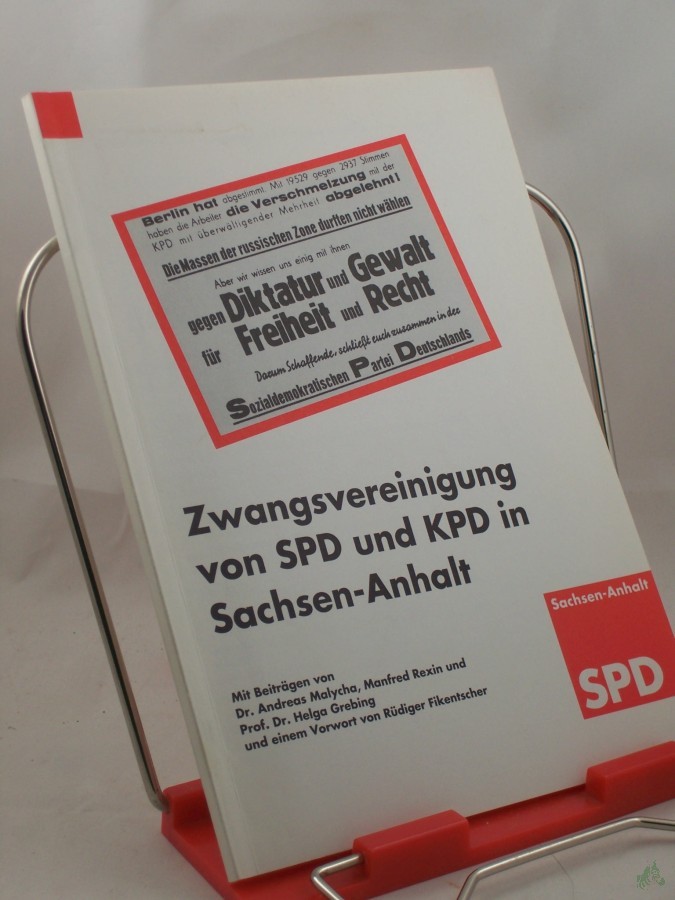 Berlin hat abgestimmt. Mit 19529 gegen 2937 Stimmen
haben die Arbeiter die Verschmelzung mit der
KPD mit überwältigender Mehrheit abgelehnt!
Die Massen der russischen Zone durften nicht wählen
Aber wir wissen uns einig mit ihnen
gegen Diktatur und Gewalt
für Freiheit und Recht
Darum Schaffende, schließt euch zusammen in der
Sozialdemokratischen Partei Deutschlands
Zwangsvereinigung
von SPD und KPD in
Sachsen-Anhalt
Mit Beiträgen von
Dr. Andreas Malycha, Manfred Rexin und
Prof. Dr. Helga Grebing
und einem Vorwort von Rüdiger Fikentscher
Sachsen-Anhalt
SPD